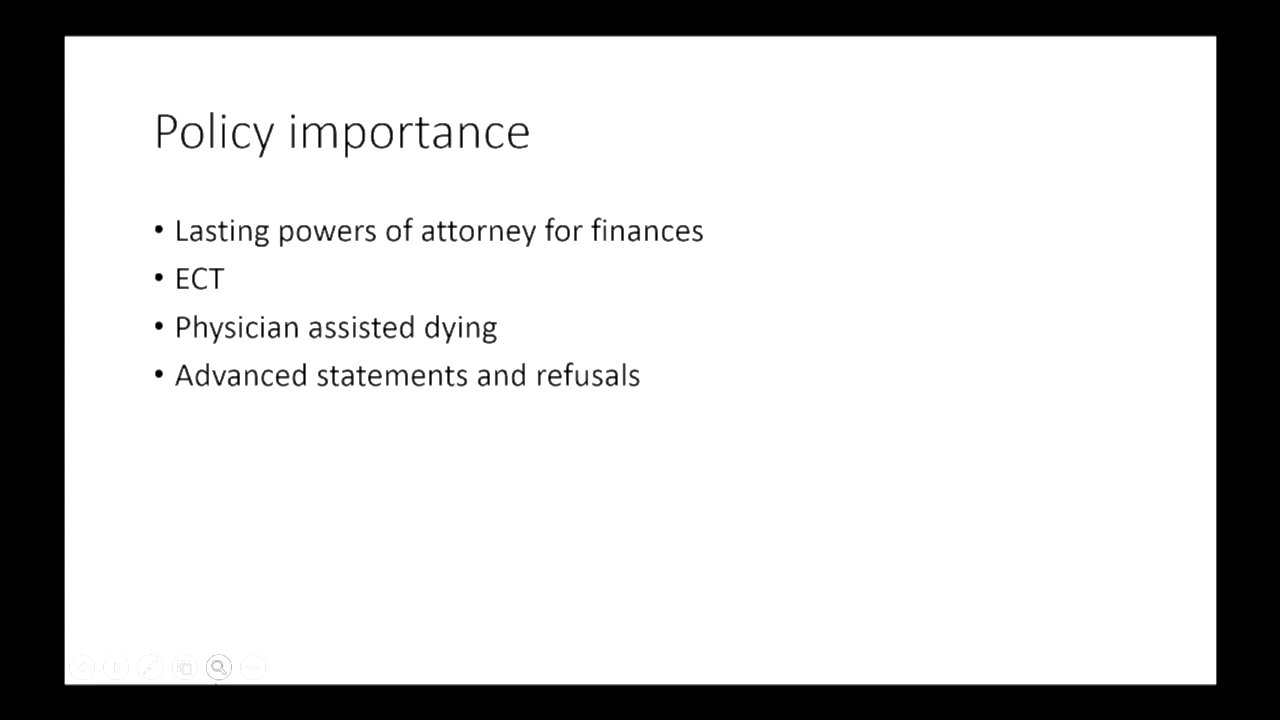 Policy importance
• Lasting powers of attorney for finances
• ECT
• Physician assisted dying
• Advanced statements and refusals